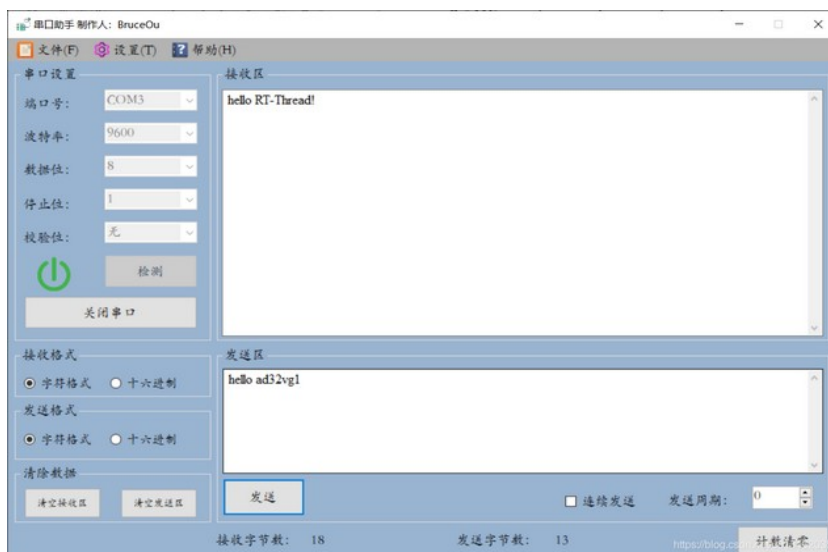 串口助手 制作人：BruceOu
文件(F) 设置(T) 帮助(H)
串口设置
端口号： COM3
波特率： 9600
数据位： 8
停止位： 1
校验位： 无
检测
关闭串口
接收格式
字符格式 十六进制
发送格式
字符格式 十六进制
清除数据
清空接收区 清空发送区
接收区
hello RT-Thread!
发送区
hello ad32vg1
发送 连续发送 发送周期： 0
接收字节数： 18 发送字节数： 13 计数清零